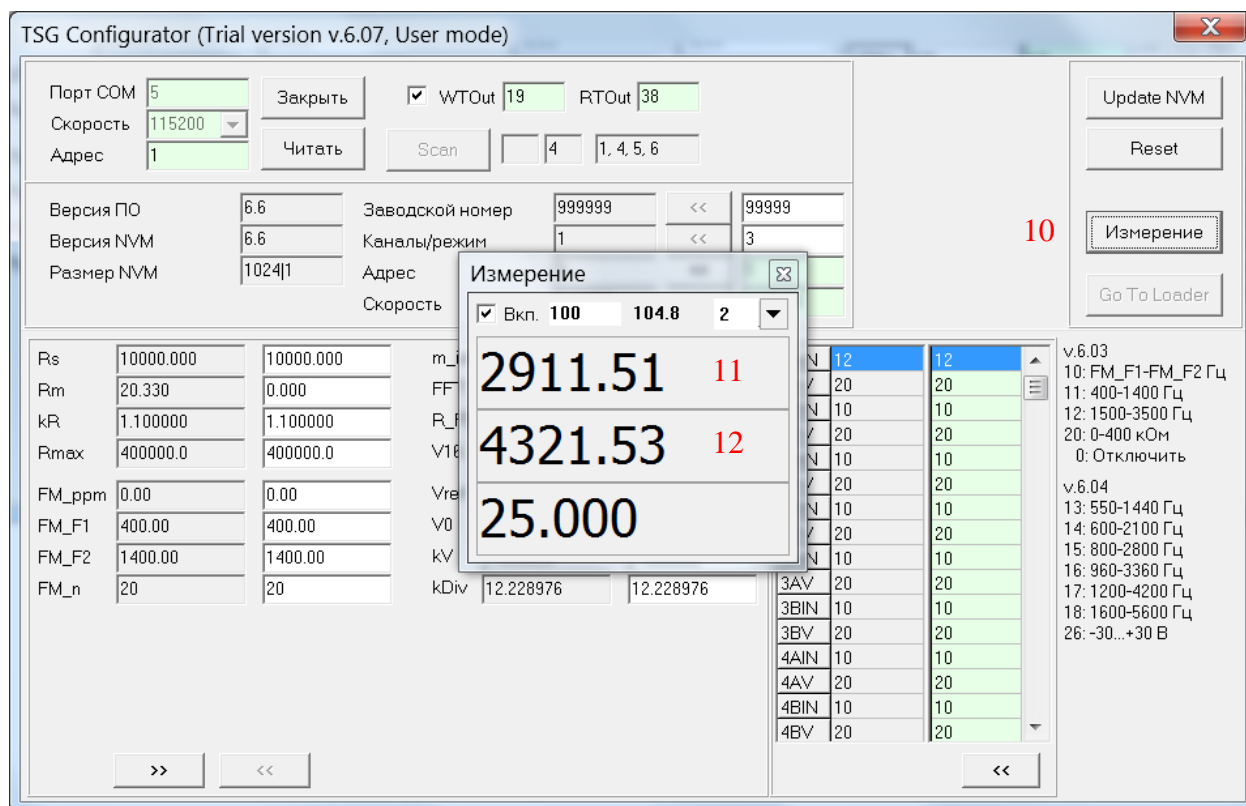 TSG Configurator (Trial version v.6.07, User mode)
Порт COM 5 Закрыть WTOut 19 RTOut 38 Update NVM
Скорость 115200
Адрес 1 Читать Scan 4 1, 4, 5, 6 Reset
Версия ПО 6.6 Заводской номер 999999 << 99999
Версия NVM 6.6 Каналы/режим 1 << 3 10 Измерение
Размер NVM 1024|1 Адрес
Скорость Go To Loader
Измерение
Вкл. 100 104.8 2
2911.51 11
4321.53 12
25.000
Rs 10000.000 10000.000
Rm 20.330 0.000
kR 1.100000 1.100000
Rmax 400000.0 400000.0
FM_ppm 0.00 0.00
FM_F1 400.00 400.00
FM_F2 1400.00 1400.00
FM_n 20 20
V0
kV
kDiv 12.228976 12.228976
12 12
20 20
10 10
20 20
10 10
20 20
10 10
20 20
10 10
3AV 20 20
3BIN 10 10
3BV 20 20
4AIN 10 10
4AV 20 20
4BIN 10 10
4BV 20 20
v.6.03
10: FM_F1-FM_F2 Гц
11: 400-1400 Гц
12: 1500-3500 Гц
20: 0-400 кОм
0: Отключить
v.6.04
13: 550-1440 Гц
14: 600-2100 Гц
15: 800-2800 Гц
16: 960-3360 Гц
17: 1200-4200 Гц
18: 1600-5600 Гц
26: -30...+30 В
>> << <<